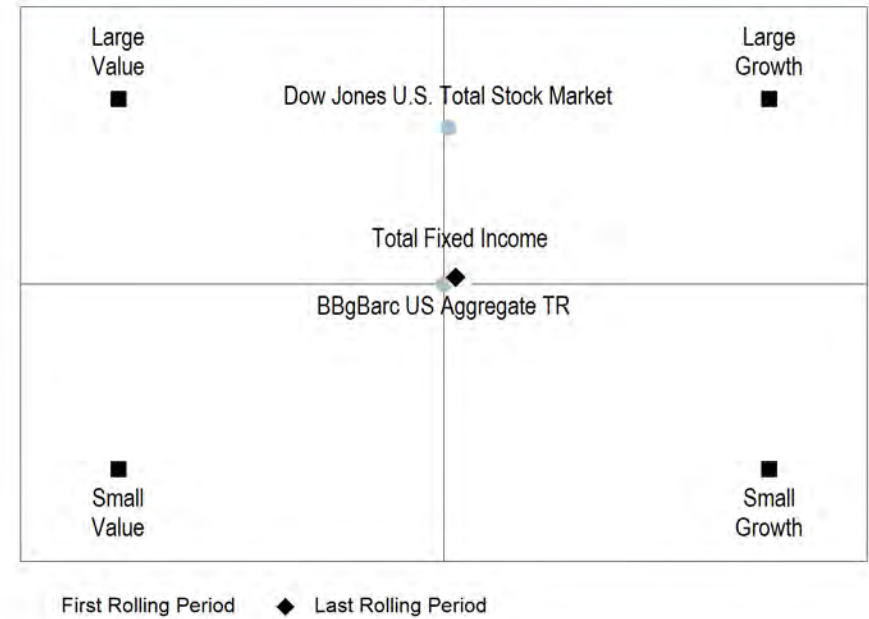 Large
Value
Large
Growth
Dow Jones U.S. Total Stock Market
Total Fixed Income
BBgBarc US Aggregate TR
Small
Value
Small
Growth
First Rolling Period
Last Rolling Period